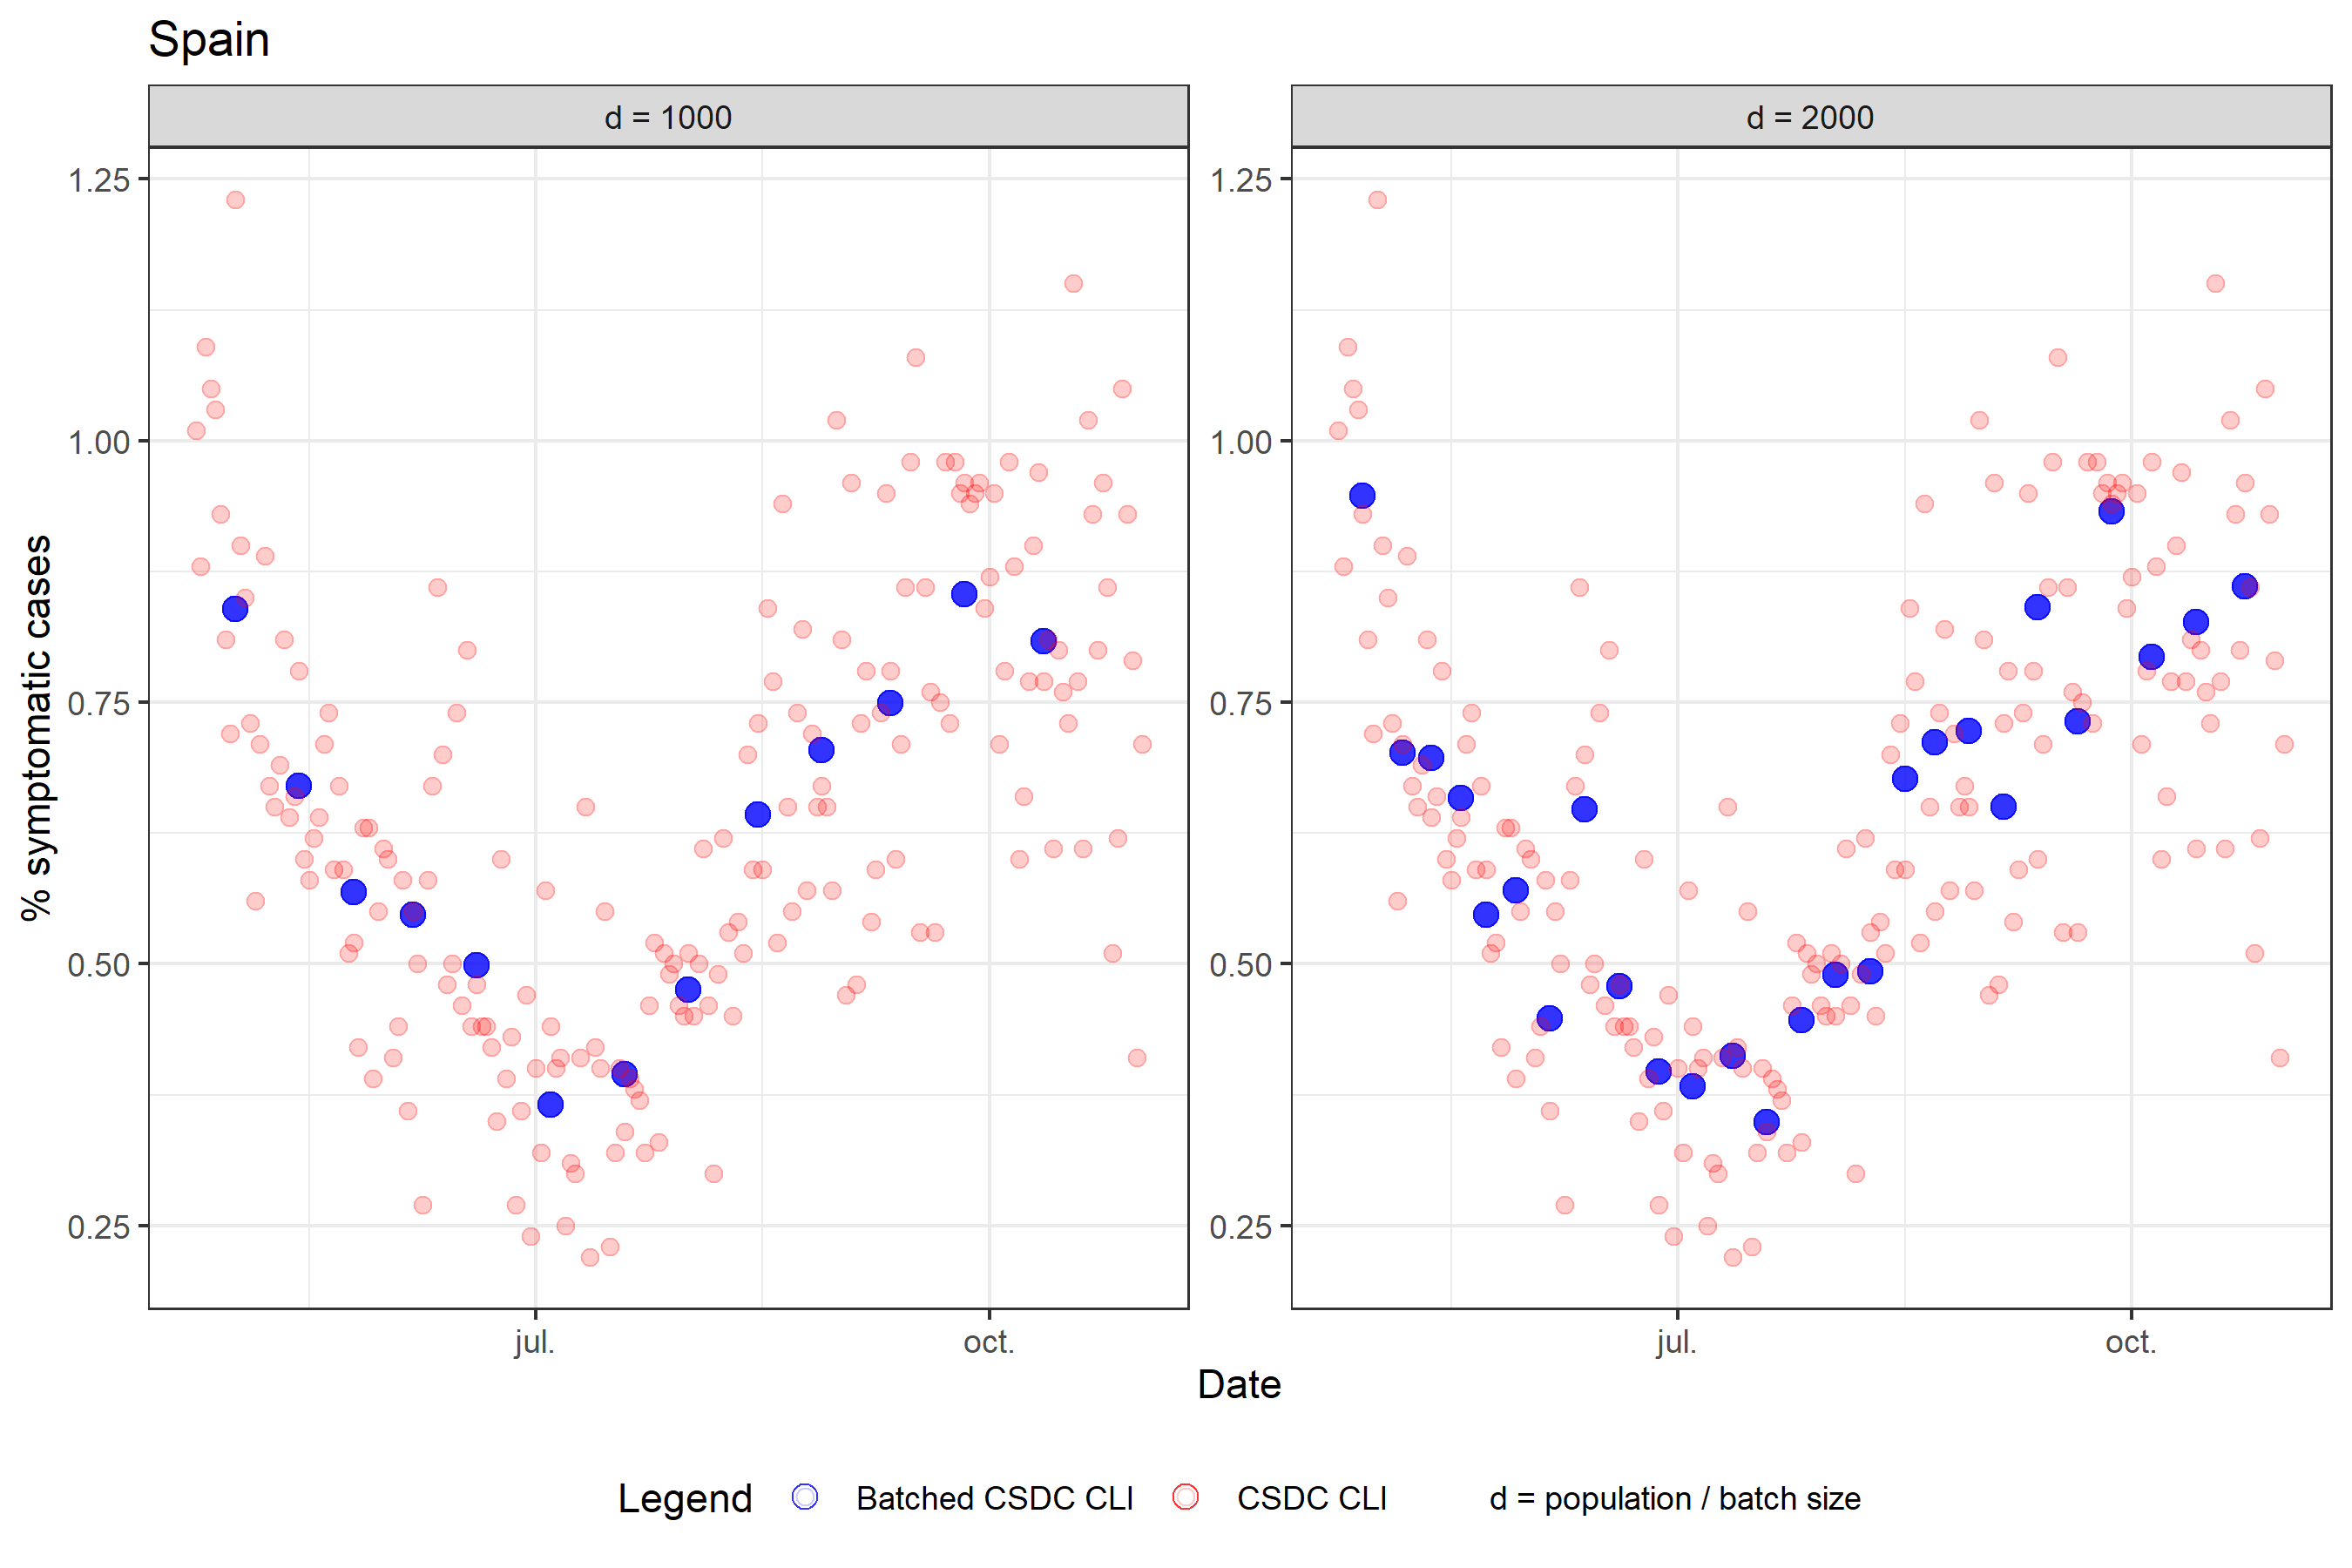 Spain
d = 1000
d = 2000
1.25
1.00
0.75
0.50
0.25
1.25
1.00
0.75
0.50
0.25
% symptomatic cases
jul.
oct.
jul.
oct.
Date
Legend Batched CSDC CLI CSDC CLI d = population / batch size